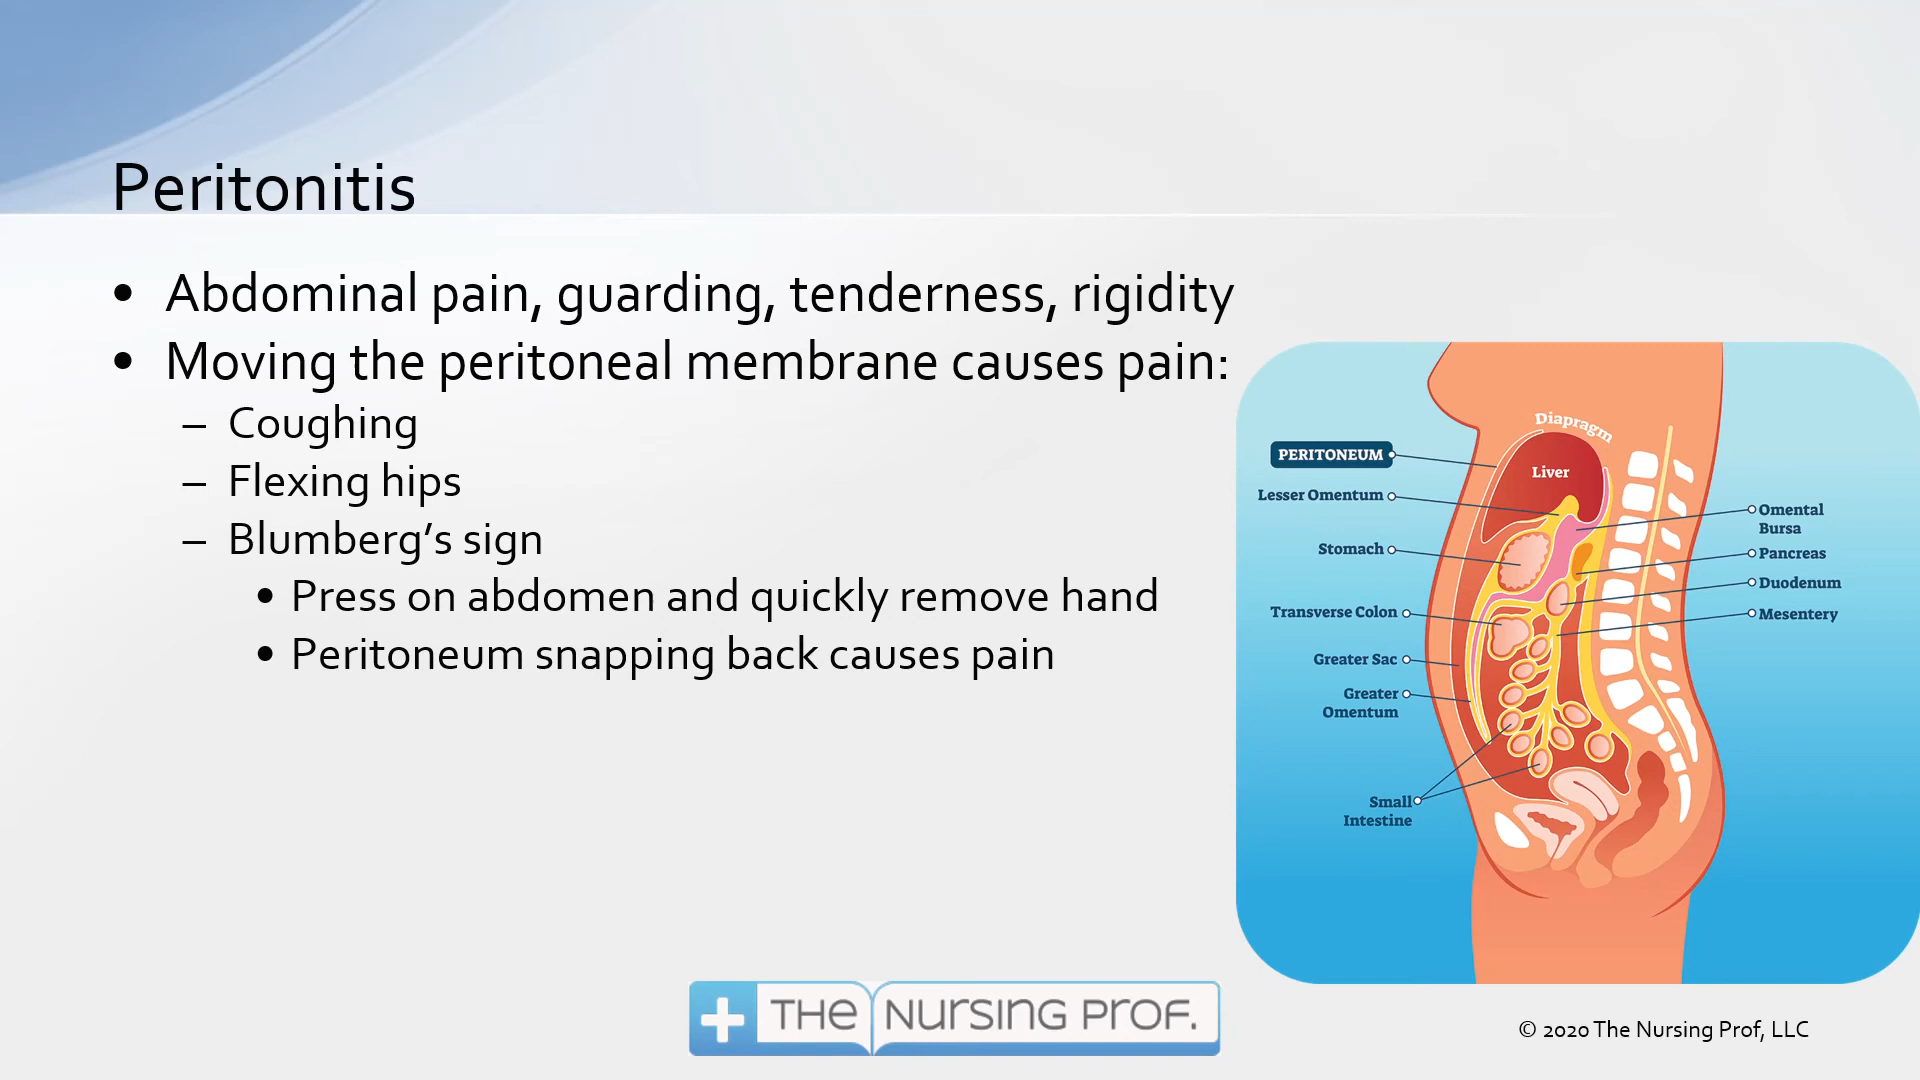 Peritonitis
• Abdominal pain, guarding, tenderness, rigidity
• Moving the peritoneal membrane causes pain:
– Coughing
– Flexing hips
– Blumberg’s sign
• Press on abdomen and quickly remove hand
• Peritoneum snapping back causes pain
Diapragm
PERITONEUM
Liver
Lesser Omentum
Stomach
Transverse Colon
Greater Sac
Greater
Omentum
Small
Intestine
Omental
Bursa
Pancreas
Duodenum
Mesentery
THE NURSING PROF.
© 2020 The Nursing Prof, LLC